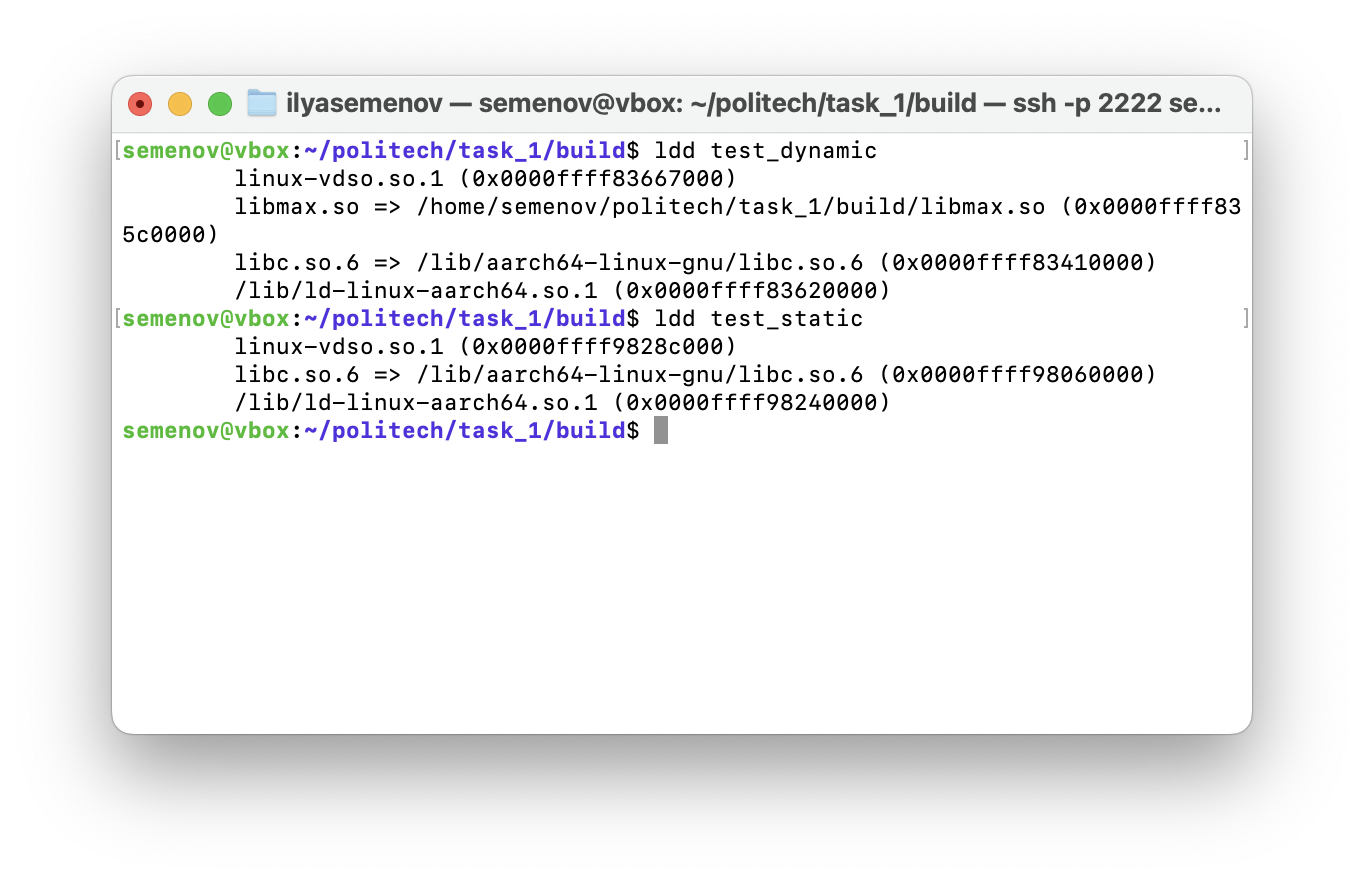 ilyasemenov — semenov@vbox: ~/politech/task_1/build — ssh -p 2222 se...
[semenov@vbox:~/politech/task_1/build$ ldd test_dynamic ]
linux-vdso.so.1 (0x0000ffff83667000)
libmax.so => /home/semenov/politech/task_1/build/libmax.so (0x0000ffff83
5c0000)
libc.so.6 => /lib/aarch64-linux-gnu/libc.so.6 (0x0000ffff83410000)
/lib/ld-linux-aarch64.so.1 (0x0000ffff83620000)
[semenov@vbox:~/politech/task_1/build$ ldd test_static ]
linux-vdso.so.1 (0x0000ffff9828c000)
libc.so.6 => /lib/aarch64-linux-gnu/libc.so.6 (0x0000ffff98060000)
/lib/ld-linux-aarch64.so.1 (0x0000ffff98240000)
semenov@vbox:~/politech/task_1/build$